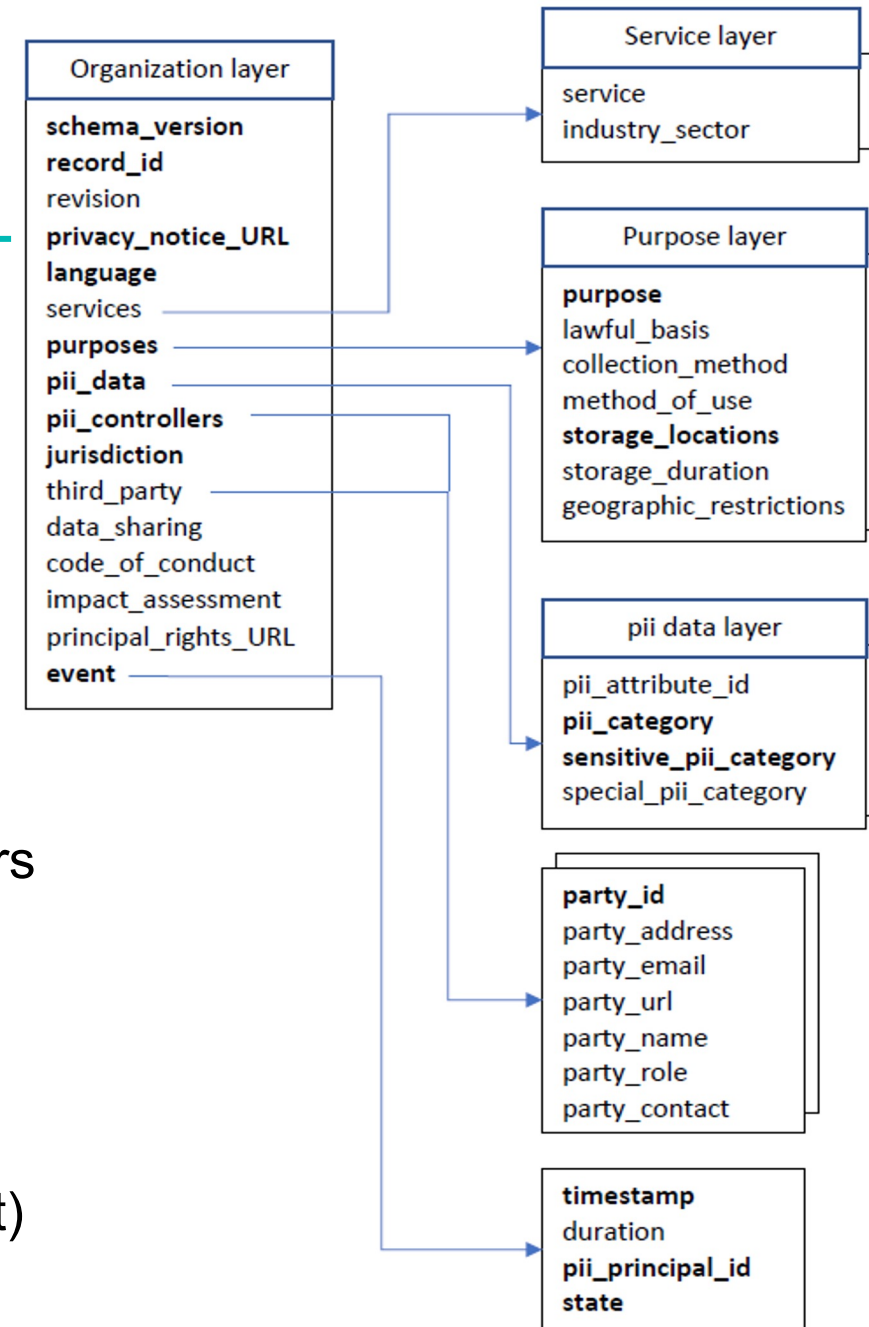 Organization layer
schema_version
record_id
revision
privacy_notice_URL
language
services
purposes
pii_data
pii_controllers
jurisdiction
third_party
data_sharing
code_of_conduct
impact_assessment
principal_rights_URL
event
Service layer
service
industry_sector
Purpose layer
purpose
lawful_basis
collection_method
method_of_use
storage_locations
storage_duration
geographic_restrictions
pii data layer
pii_attribute_id
pii_category
sensitive_pii_category
special_pii_category
party_id
party_address
party_email
party_url
party_name
party_role
party_contact
timestamp
duration
pii_principal_id
state
rs
t)